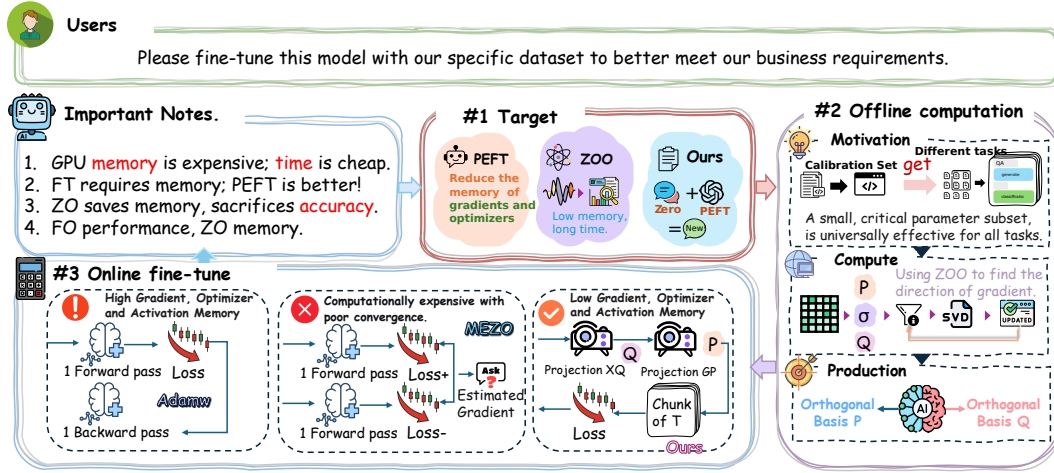 Users
Please fine-tune this model with our specific dataset to better meet our business requirements.
Important Notes.
1. GPU memory is expensive; time is cheap.
2. FT requires memory; PEFT is better!
3. ZO saves memory, sacrifices accuracy.
4. FO performance, ZO memory.
AI
#1 Target
PEFT
Reduce the
memory of
gradients and
optimizers
ZOO
Low memory,
long time.
Ours
Zero
+
PEFT
=
New
#2 Offline computation
Motivation
Calibration Set
get
Different tasks
QA
generate
classification
A small, critical parameter subset,
is universally effective for all tasks.
Compute
Using ZOO to find the
direction of gradient.
P
σ
Q
SVD
UPDATED
Production
Orthogonal
Basis P
AI
Orthogonal
Basis Q
#3 Online fine-tune
High Gradient, Optimizer
and Activation Memory
1 Forward pass
Loss
Adamw
1 Backward pass
Computationally expensive with
poor convergence.
MEZO
1 Forward pass
Loss+
Ask
?
Estimated
Gradient
1 Forward pass
Loss-
Low Gradient, Optimizer
and Activation Memory
Projection XQ
Q
Projection GP
P
Loss
Chunk
of T
Ours